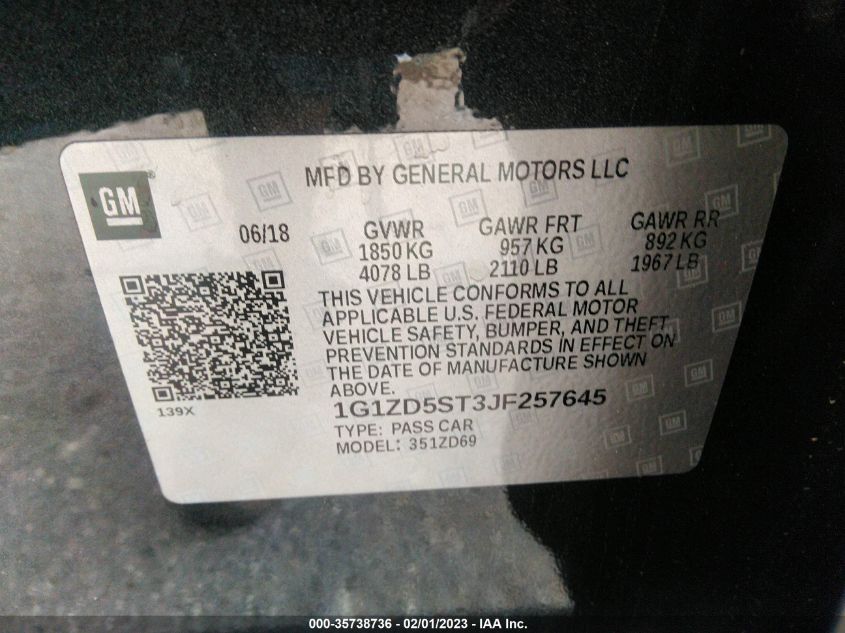 GM
MFD BY GENERAL MOTORS LLC
06/18
GVWR
1850 KG
4078 LB
GAWR FRT
957 KG
2110 LB
GAWR RR
892 KG
1967 LB
THIS VEHICLE CONFORMS TO ALL
APPLICABLE U.S. FEDERAL MOTOR
VEHICLE SAFETY, BUMPER, AND THEFT
PREVENTION STANDARDS IN EFFECT ON
THE DATE OF MANUFACTURE SHOWN
ABOVE.
139X
1G1ZD5ST3JF257645
TYPE: PASS CAR
MODEL: 351ZD69
000-35738736 - 02/01/2023 - IAA Inc.